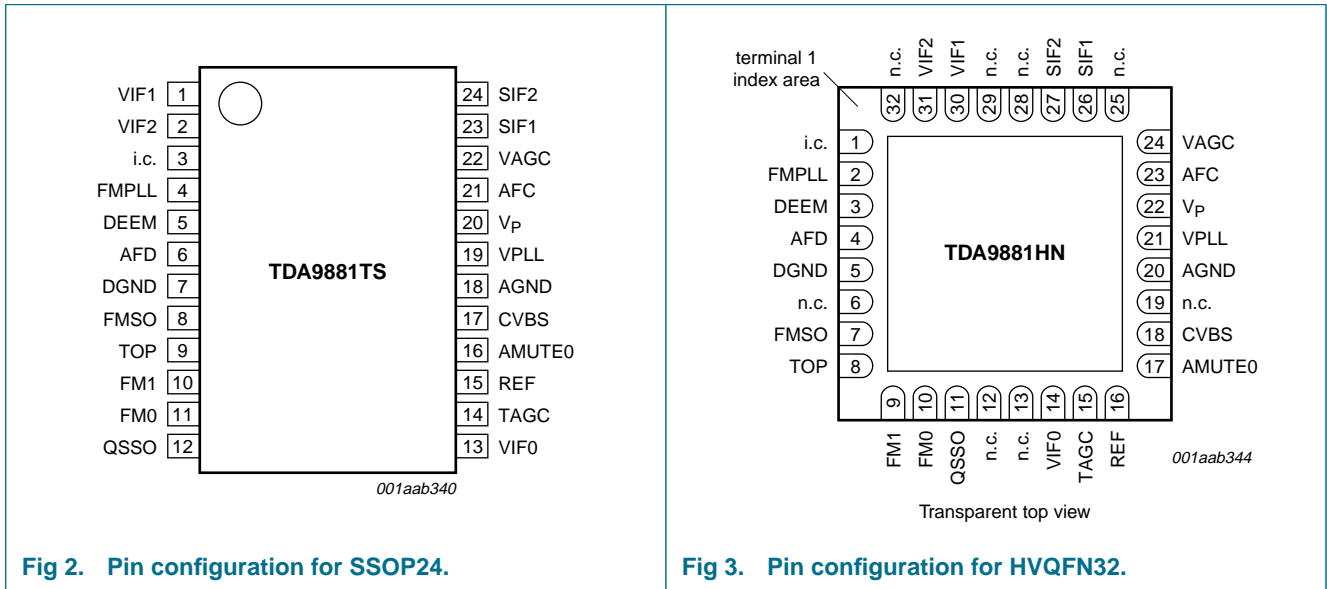 VIF1 1
VIF2 2
i.c. 3
FMPLL 4
DEEM 5
AFD 6
DGND 7
FMSO 8
TOP 9
FM1 10
FM0 11
QSSO 12
TDA9881TS
24 SIF2
23 SIF1
22 VAGC
21 AFC
20 VP
19 VPLL
18 AGND
17 CVBS
16 AMUTE0
15 REF
14 TAGC
13 VIF0
001aab340
Fig 2. Pin configuration for SSOP24.
terminal 1
index area
n.c. 32
VIF2 31
VIF1 30
n.c. 29
n.c. 28
SIF2 27
SIF1 26
n.c. 25
i.c. 1
FMPLL 2
DEEM 3
AFD 4
DGND 5
n.c. 6
FMSO 7
TOP 8
TDA9881HN
24 VAGC
23 AFC
22 VP
21 VPLL
20 AGND
19 n.c.
18 CVBS
17 AMUTE0
9 FM1
10 FM0
11 QSSO
12 n.c.
13 n.c.
14 VIF0
15 TAGC
16 REF
001aab344
Transparent top view
Fig 3. Pin configuration for HVQFN32.